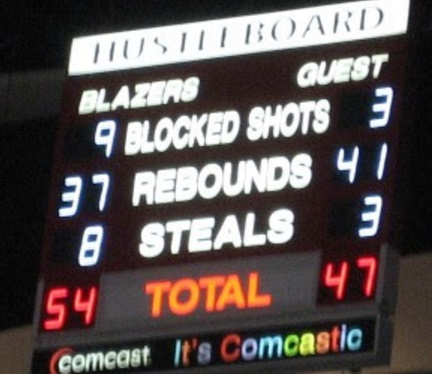 HUSTLEBOARD
BLAZERS GUEST
9 BLOCKED SHOTS 3
37 REBOUNDS 41
8 STEALS 3
54 TOTAL 47
comcast It's Comcastic